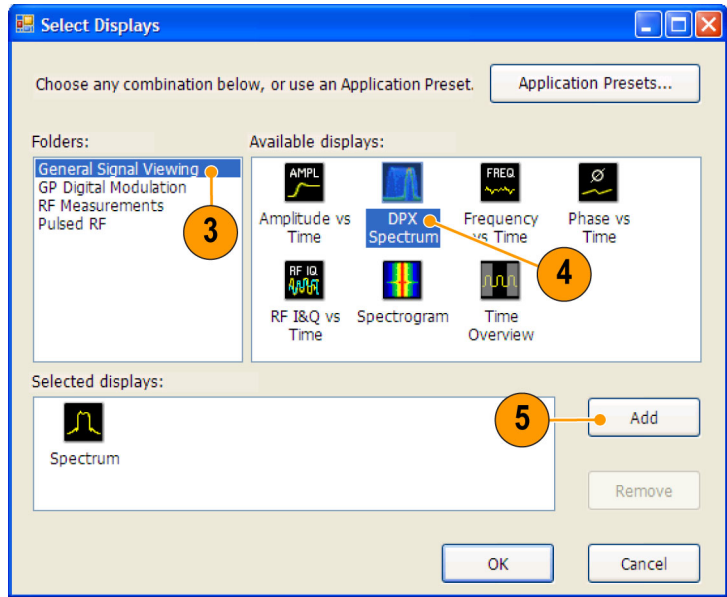 Select Displays
Choose any combination below, or use an Application Preset.
Application Presets...
Folders:
General Signal Viewing
GP Digital Modulation
RF Measurements
Pulsed RF
3
Available displays:
AMPL
FREQ
Ø
Amplitude vs
Time
DPX
Spectrum
Frequency
vs Time
Phase vs
Time
4
RF IQ
RF I&Q vs
Time
Spectrogram
Time
Overview
Selected displays:
Spectrum
5
Add
Remove
OK
Cancel